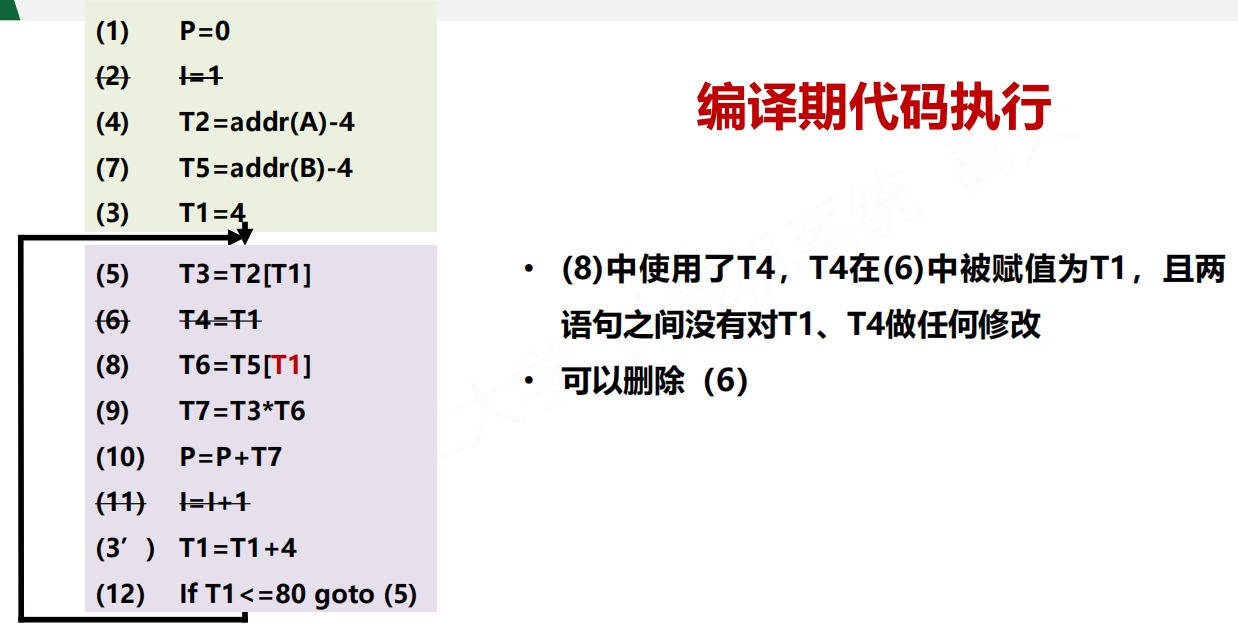 (1) P=0
(2) I=1
(4) T2=addr(A)-4
(7) T5=addr(B)-4
(3) T1=4
(5) T3=T2[T1]
(6) T4=T1
(8) T6=T5[T1]
(9) T7=T3*T6
(10) P=P+T7
(11) I=I+1
(3′) T1=T1+4
(12) If T1<=80 goto (5)
编译期代码执行
• (8)中使用了T4，T4在(6)中被赋值为T1，且两
语句之间没有对T1、T4做任何修改
• 可以删除（6）